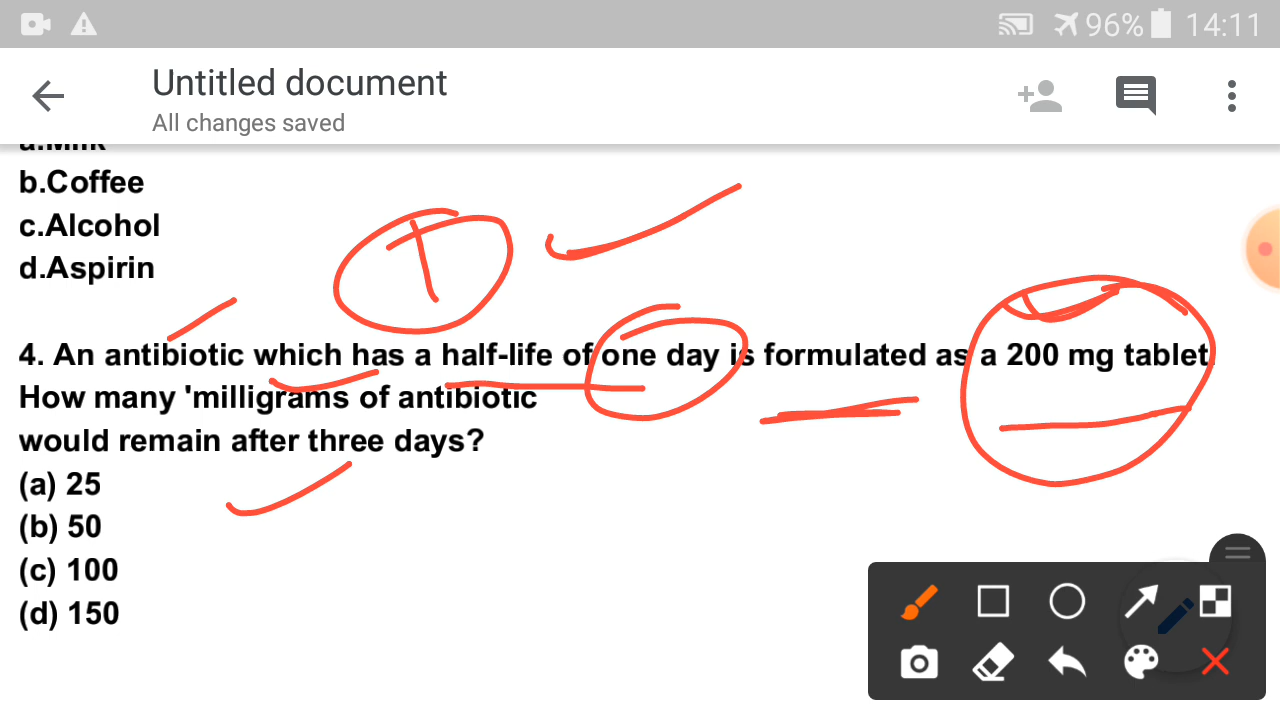 96% 14:11
Untitled document
All changes saved
a.Milk
b.Coffee
c.Alcohol
d.Aspirin
4. An antibiotic which has a half-life of one day is formulated as a 200 mg tablet
How many 'milligrams of antibiotic
would remain after three days?
(a) 25
(b) 50
(c) 100
(d) 150